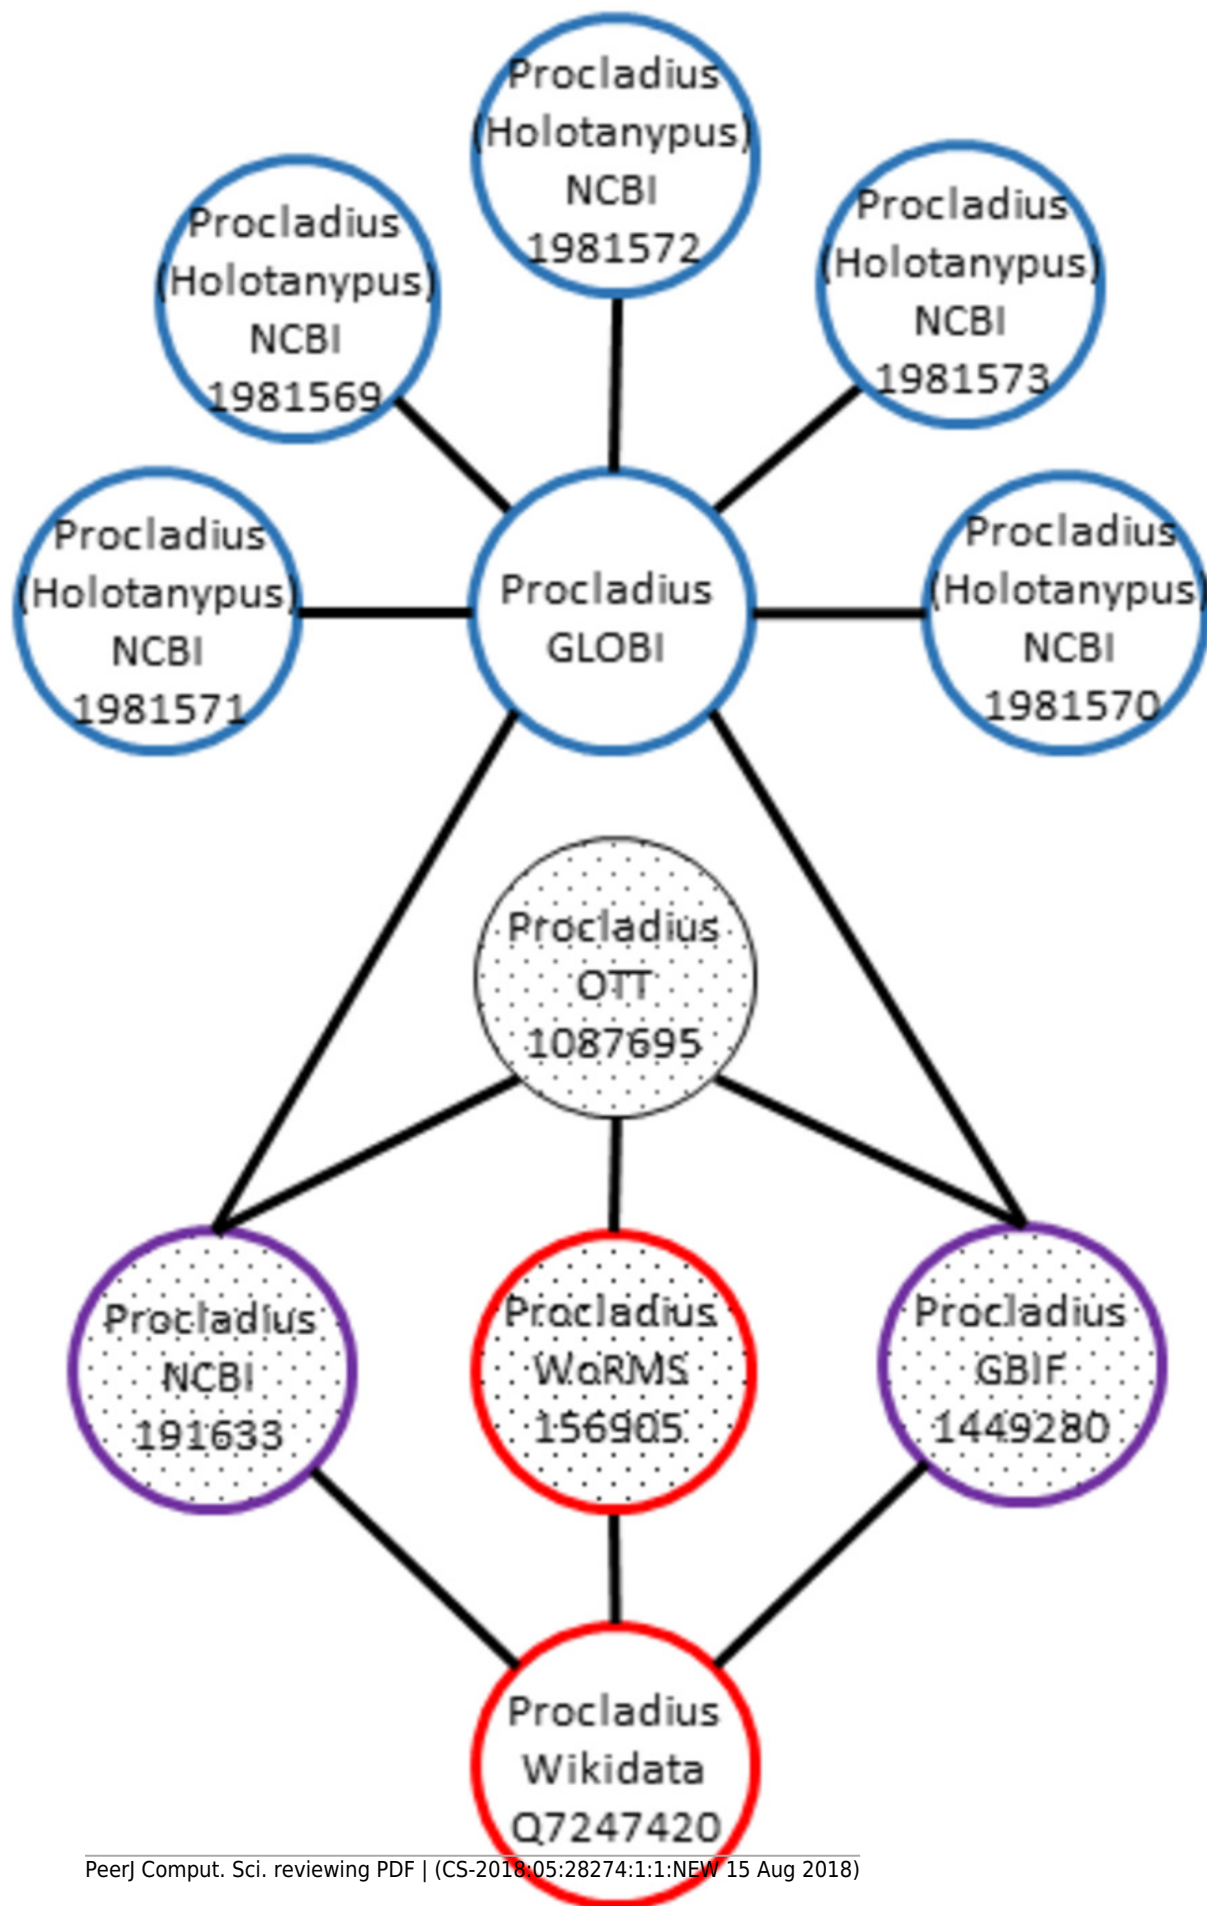 Procladius
(Holotanypus)
NCBI
1981572
Procladius
(Holotanypus)
NCBI
1981569
Procladius
(Holotanypus)
NCBI
1981573
Procladius
(Holotanypus)
NCBI
1981571
Procladius
GLOBI
Procladius
(Holotanypus)
NCBI
1981570
Procladius
OTT
1087695
Procladius
NCBI
191633
Procladius
WoRMS
156905
Procladius
GBIF
1449280
Procladius
Wikidata
Q7247420
PeerJ Comput. Sci. reviewing PDF | (CS-2018:05:28274:1:1:NEW 15 Aug 2018)